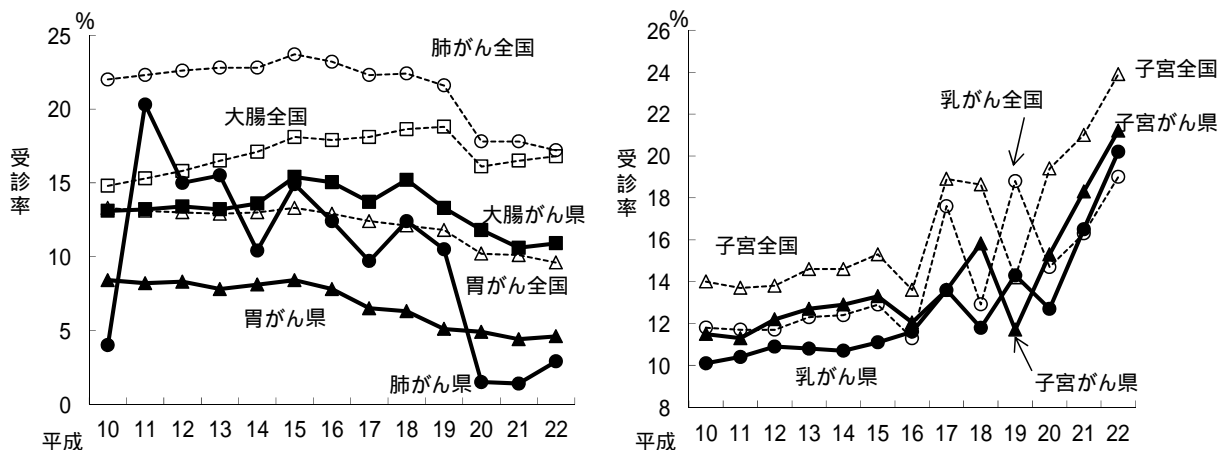 %
25
20
15
10
5
0
受診率
肺がん全国
大腸全国
大腸がん県
胃がん全国
胃がん県
肺がん県
平成 10 11 12 13 14 15 16 17 18 19 20 21 22
%
26
24
22
20
18
16
14
12
10
8
受診率
子宮全国
乳がん全国
子宮がん県
子宮全国
乳がん県
子宮がん県
平成 10 11 12 13 14 15 16 17 18 19 20 21 22